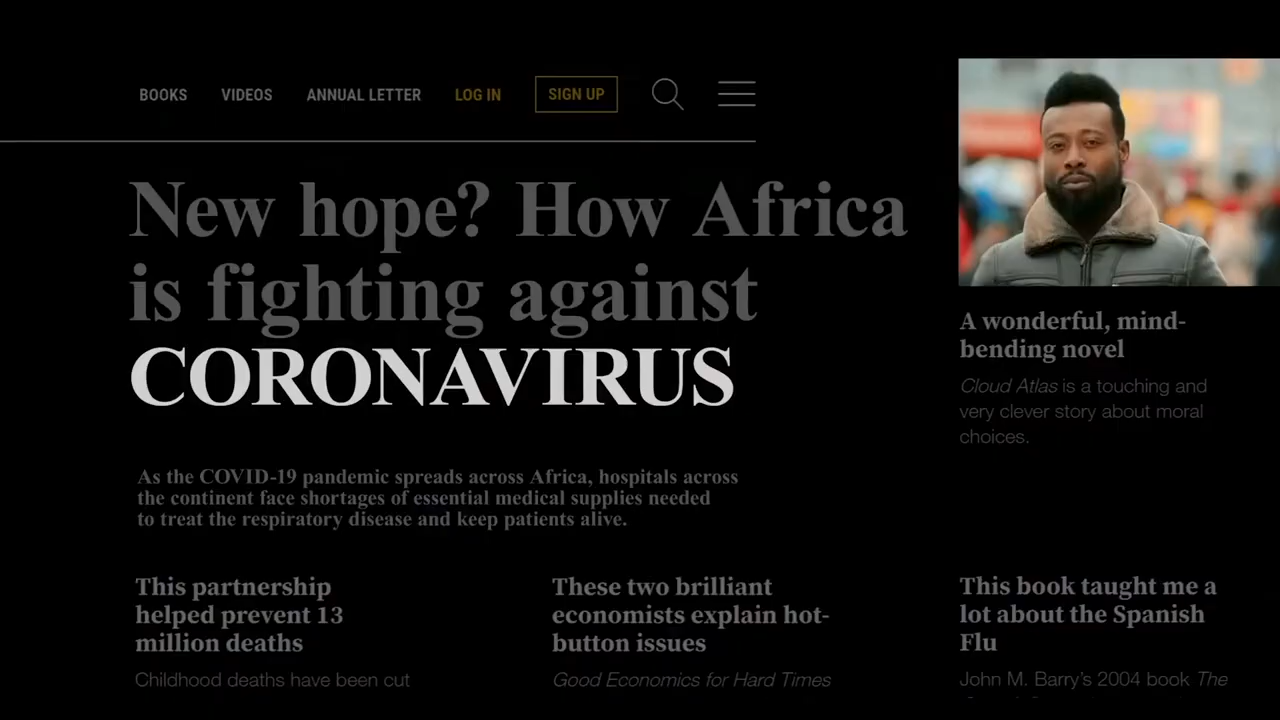 BOOKS VIDEOS ANNUAL LETTER LOG IN SIGN UP
New hope? How Africa
is fighting against
CORONAVIRUS
As the COVID-19 pandemic spreads across Africa, hospitals across
the continent face shortages of essential medical supplies needed
to treat the respiratory disease and keep patients alive.
A wonderful, mind-
bending novel
Cloud Atlas is a touching and
very clever story about moral
choices.
This partnership
helped prevent 13
million deaths
Childhood deaths have been cut
These two brilliant
economists explain hot-
button issues
Good Economics for Hard Times
This book taught me a
lot about the Spanish
Flu
John M. Barry's 2004 book The